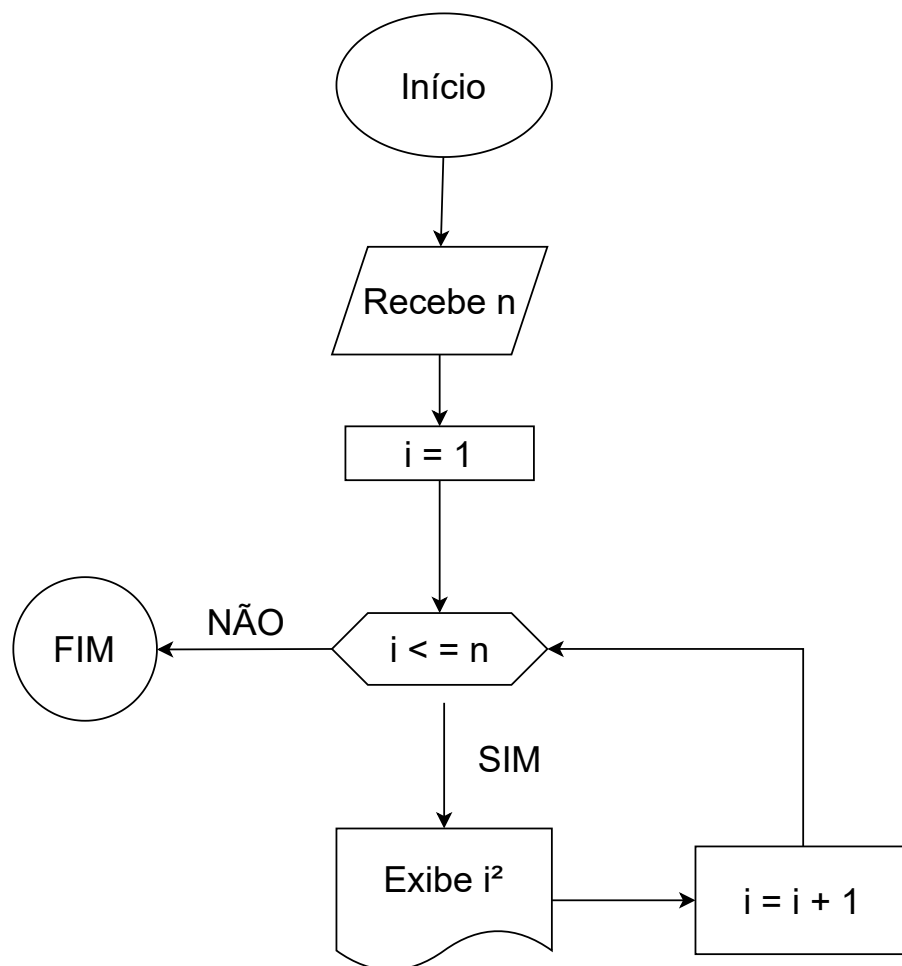 Início
Recebe n
i = 1
i < = n
NÃO
FIM
SIM
Exibe i²
i = i + 1